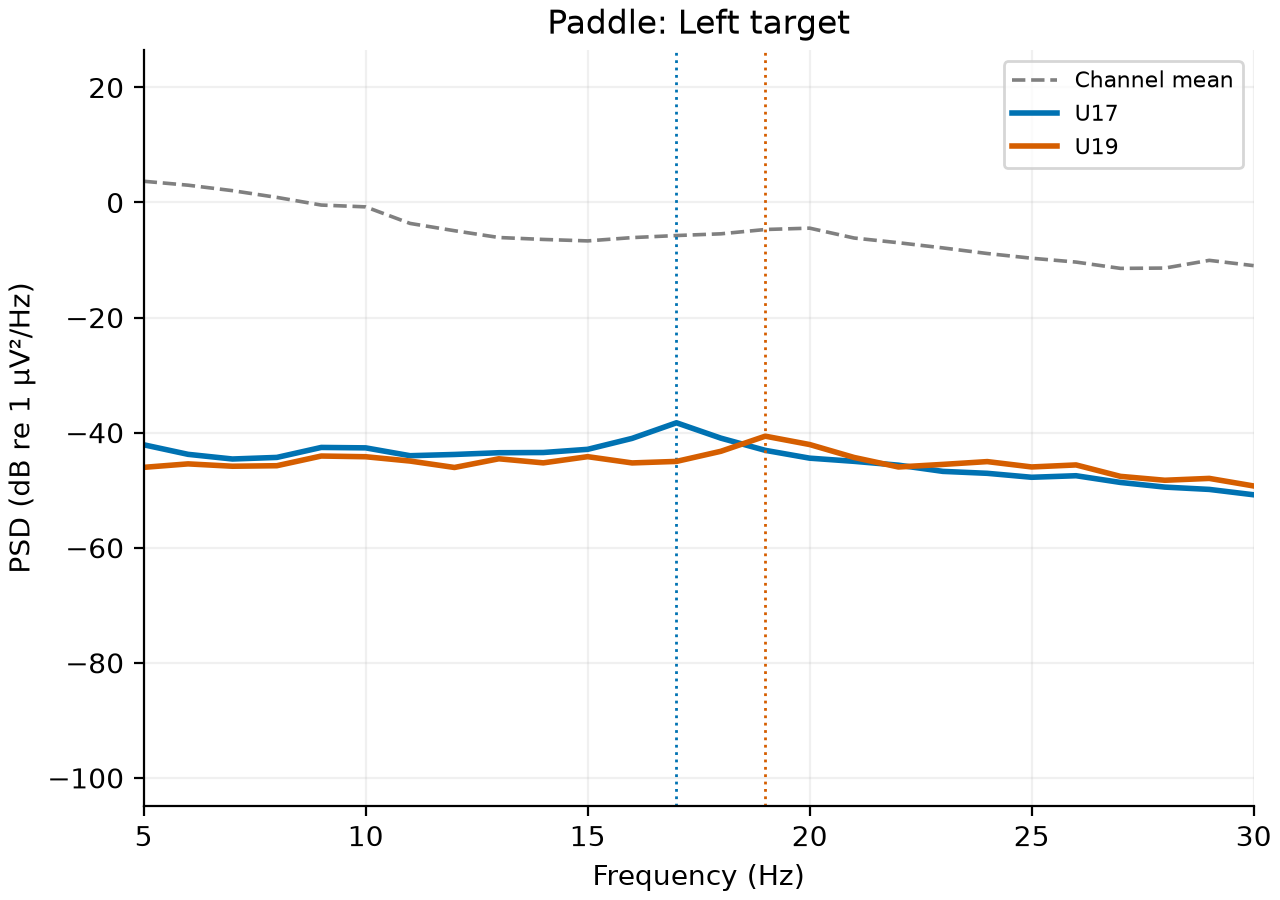 Paddle: Left target
Channel mean
U17
U19
PSD (dB re 1 µV²/Hz)
20
0
−20
−40
−60
−80
−100
5 10 15 20 25 30
Frequency (Hz)